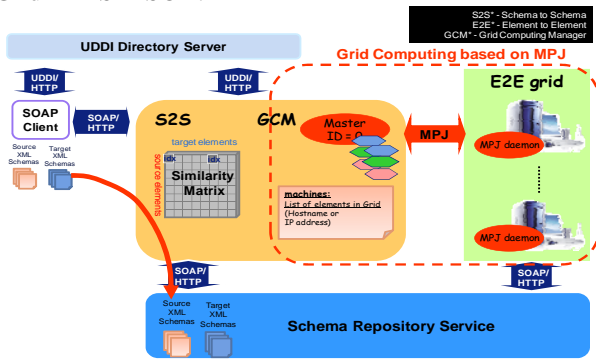 S2S* - Schema to Schema
E2E* - Element to Element
GCM* - Grid Computing Manager
UDDI Directory Server
Grid Computing based on MPJ
UDDI/
HTTP
UDDI/
HTTP
E2E grid
SOAP
Client
SOAP/
HTTP
S2S
GCM
Master
ID = 0
MPJ
MPJ daemon
target elements
idx
idx
source elements
Similarity
Matrix
Source
XML
Schemas
Target
XML
Schemas
machines:
List of elements in Grid
(Hostname or
IP address)
MPJ daemon
SOAP/
HTTP
SOAP/
HTTP
Source
XML
Schemas
Target
XML
Schemas
Schema Repository Service